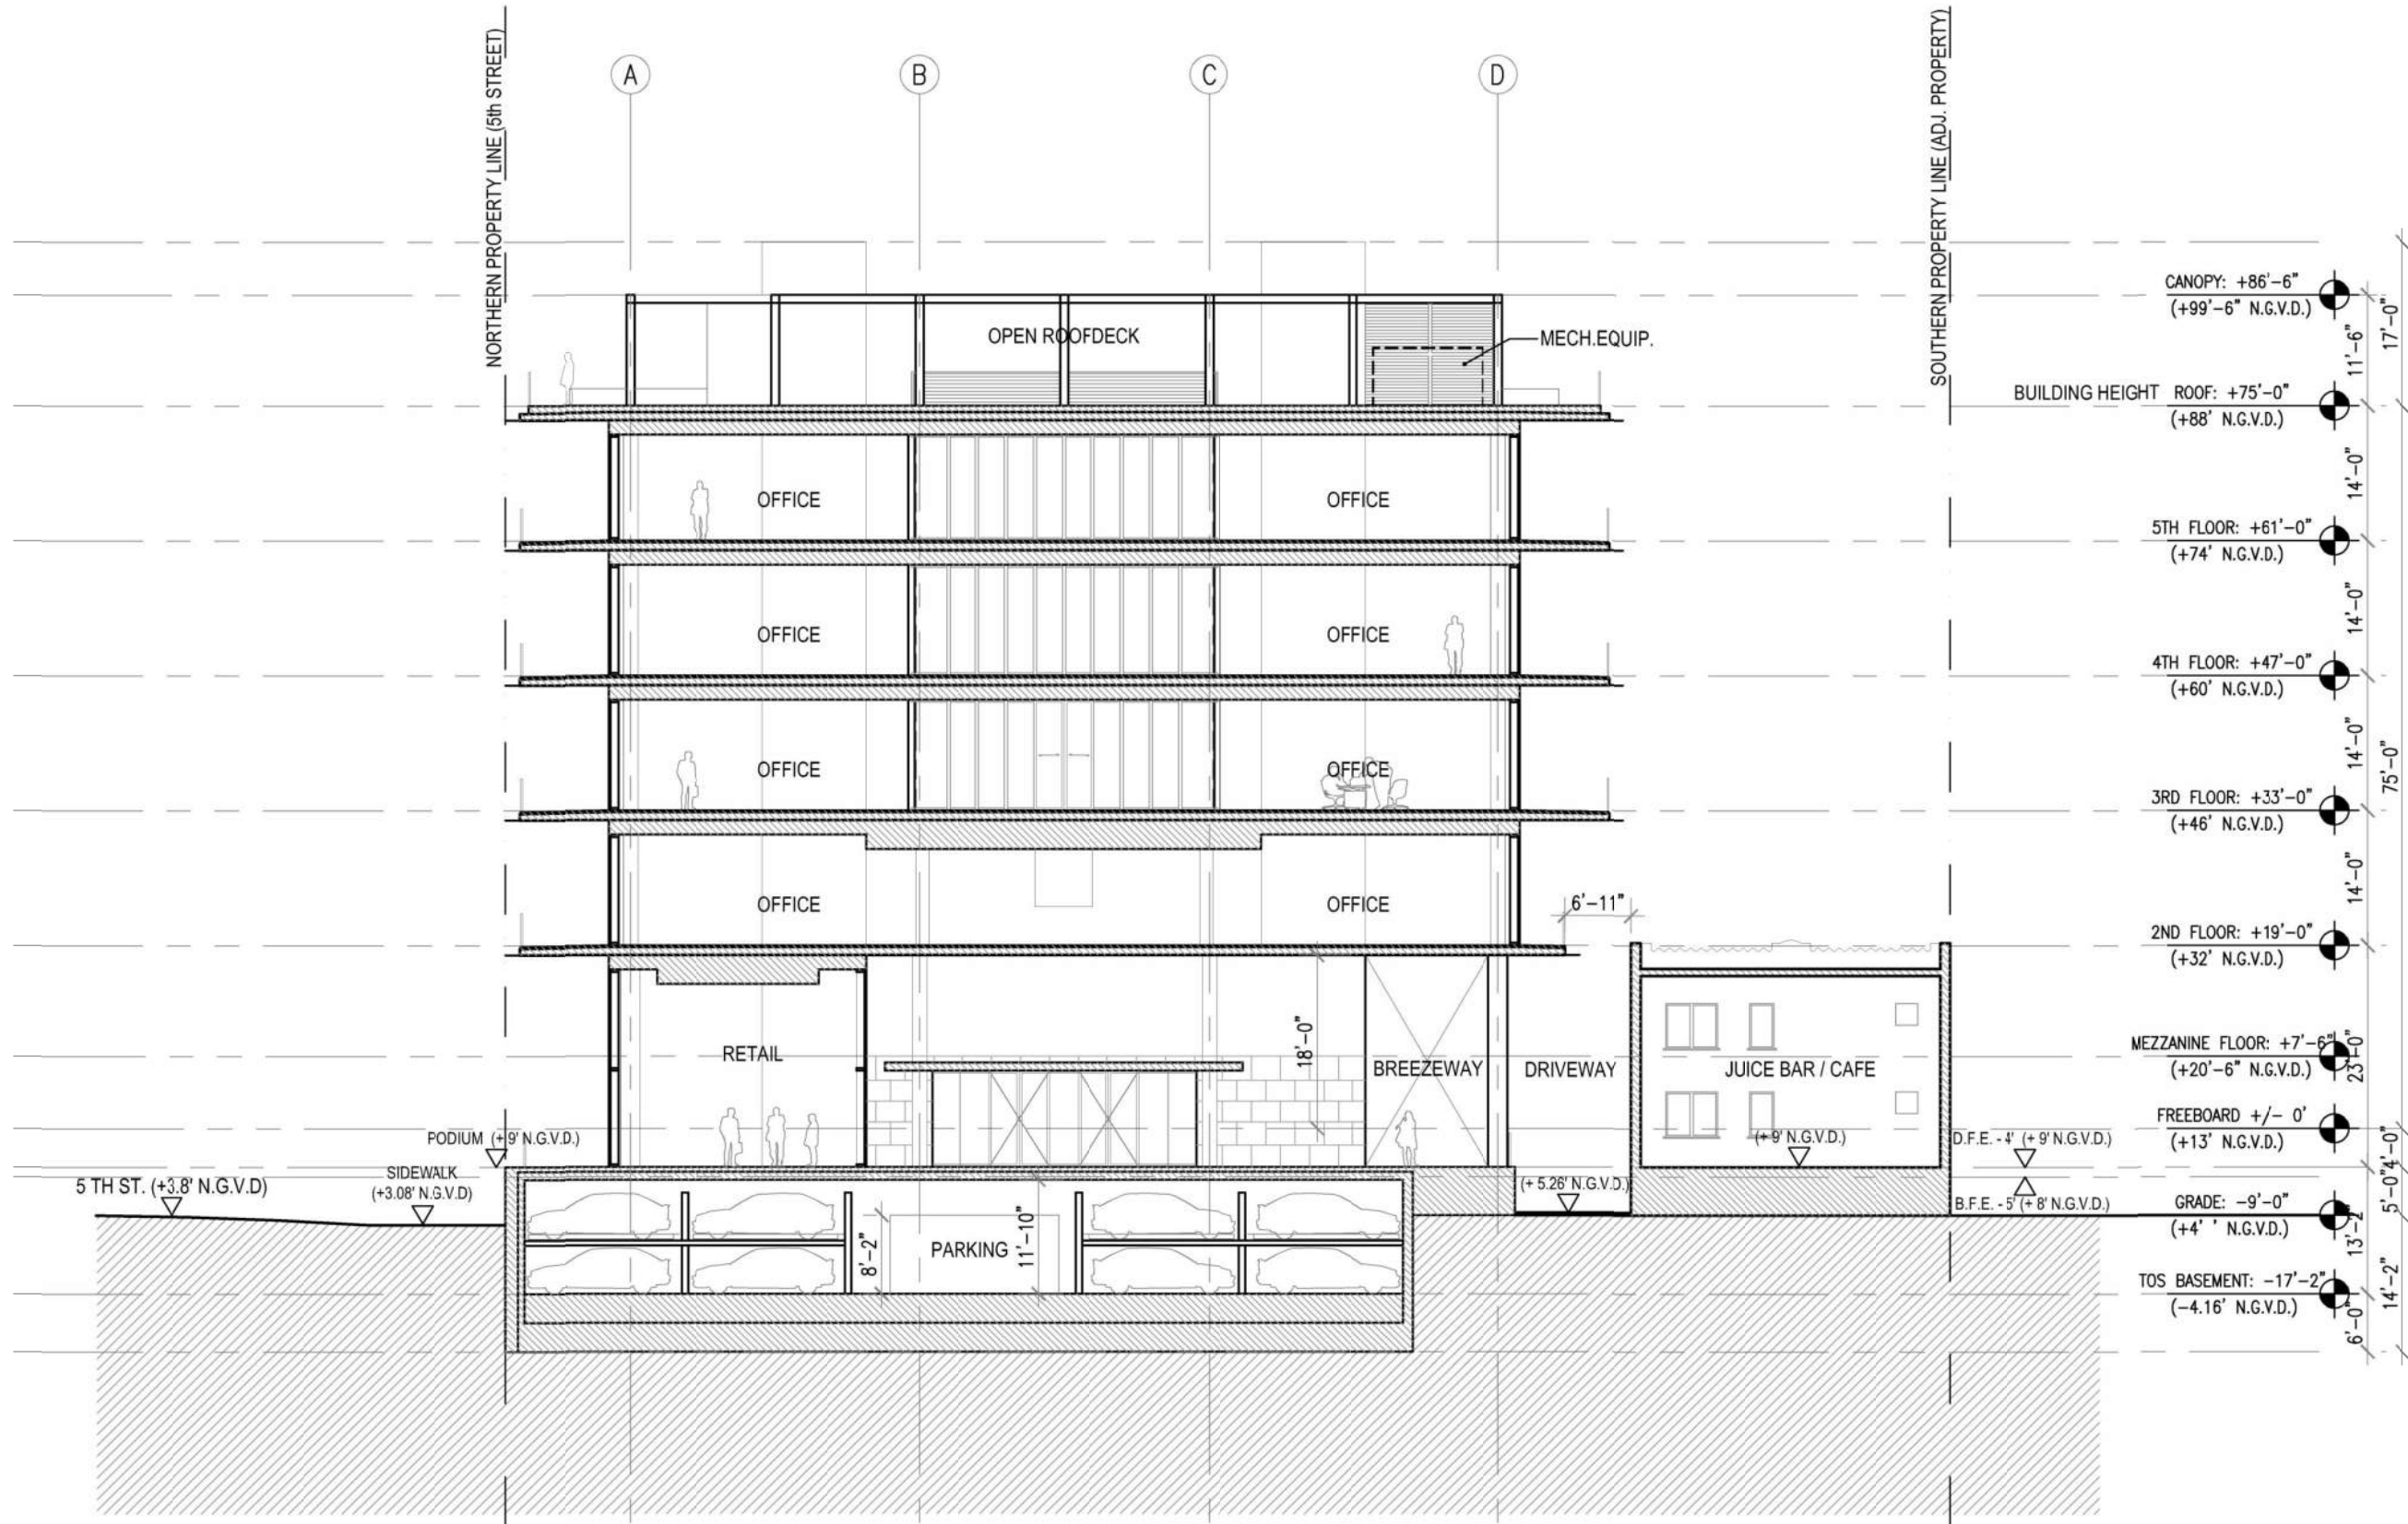 NORTHERN PROPERTY LINE (5th STREET)
A
B
C
D
SOUTHERN PROPERTY LINE (ADJ. PROPERTY)
CANOPY: +86'-6"
(+99'-6" N.G.V.D.)
17'-0"
11'-6"
OPEN ROOFDECK
MECH.EQUIP.
BUILDING HEIGHT ROOF: +75'-0"
(+88' N.G.V.D.)
14'-0"
OFFICE
OFFICE
5TH FLOOR: +61'-0"
(+74' N.G.V.D.)
14'-0"
OFFICE
OFFICE
4TH FLOOR: +47'-0"
(+60' N.G.V.D.)
14'-0"
75'-0"
OFFICE
OFFICE
3RD FLOOR: +33'-0"
(+46' N.G.V.D.)
14'-0"
OFFICE
OFFICE
6'-11"
2ND FLOOR: +19'-0"
(+32' N.G.V.D.)
18'-0"
RETAIL
BREEZEWAY
DRIVEWAY
JUICE BAR / CAFE
MEZZANINE FLOOR: +7'-6"
(+20'-6" N.G.V.D.)
23'-0"
FREEBOARD +/- 0'
(+13' N.G.V.D.)
PODIUM (+9' N.G.V.D.)
(+9' N.G.V.D.)
D.F.E. -4' (+ 9' N.G.V.D.)
4'-0"
5 TH ST. (+3.8' N.G.V.D)
SIDEWALK
(+3.08' N.G.V.D)
(+ 5.26' N.G.V.D.)
B.F.E. -5' (+ 8' N.G.V.D.)
5'-0"
GRADE: -9'-0"
(+4' ' N.G.V.D.)
13'-2"
8'-2"
PARKING
11'-10"
TOS BASEMENT: -17'-2"
(-4.16' N.G.V.D.)
14'-2"
6'-0"